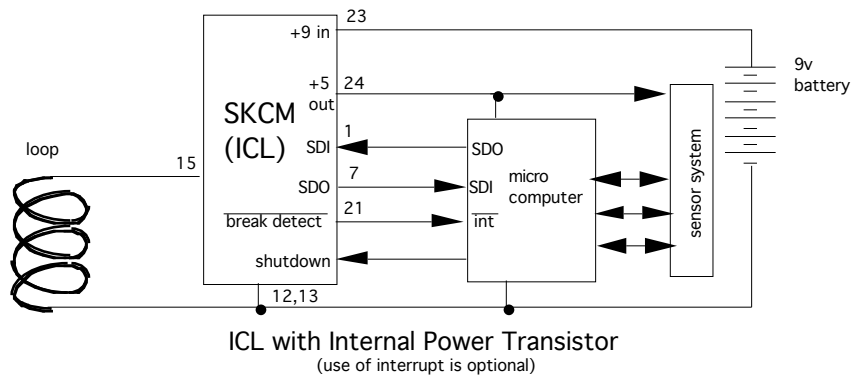 23
+9 in
9v
battery
+5
out
24
SKCM
(ICL)
1
SDI
SDO
loop
15
7
SDO
SDI
micro
computer
sensor system
21
break detect
int
shutdown
12,13
ICL with Internal Power Transistor
(use of interrupt is optional)